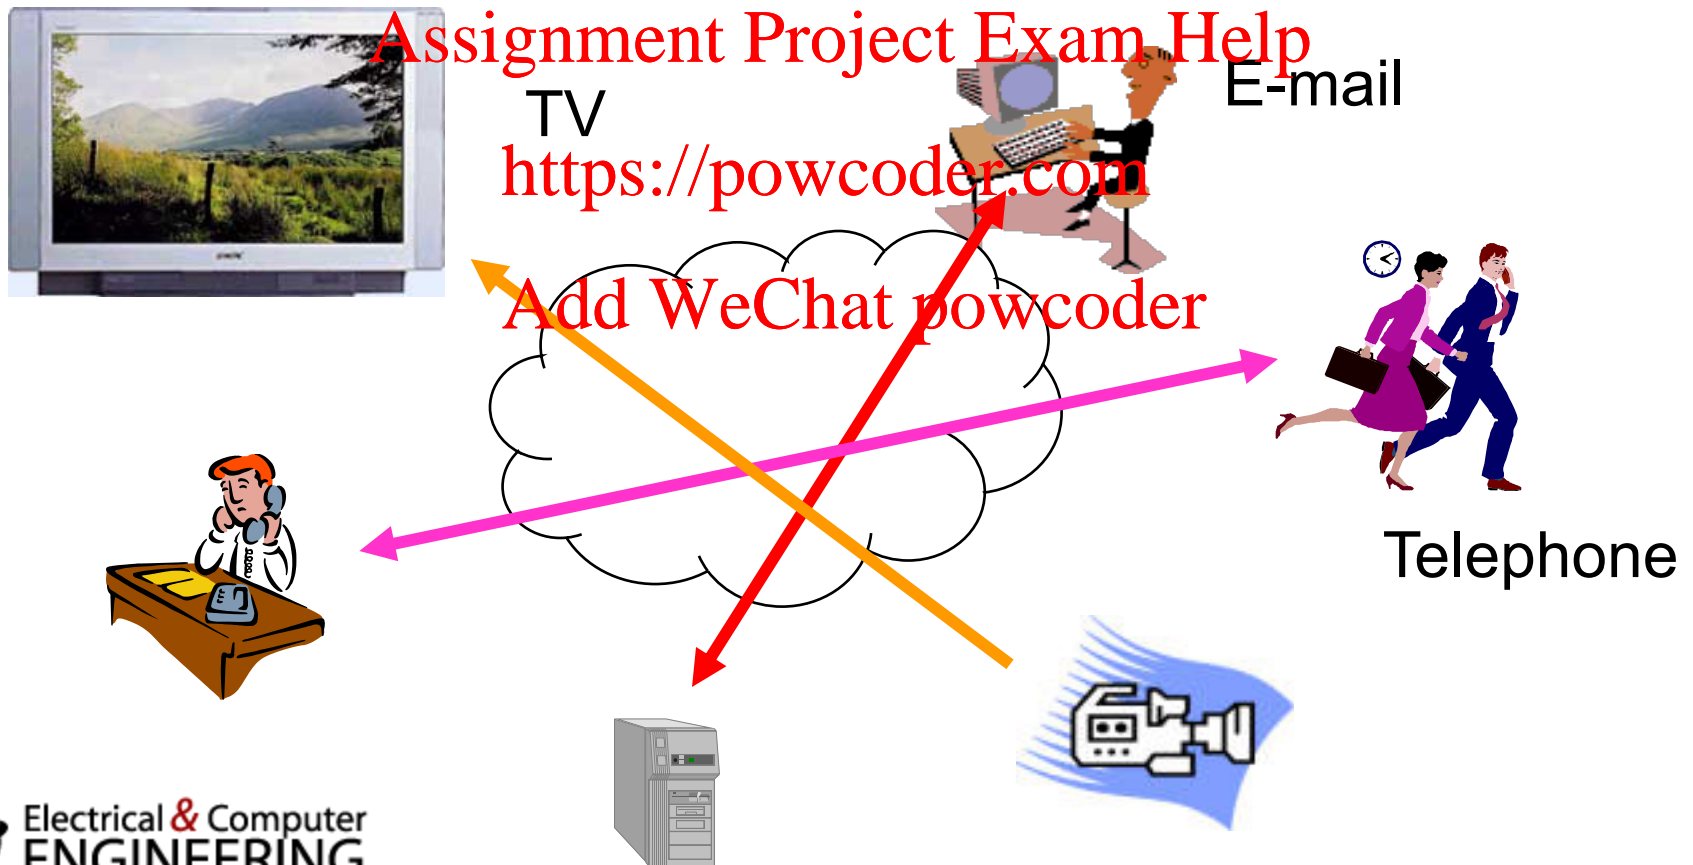 Assignment Project Exam Help
E-mail
TV
https://powcoder.com
Add WeChat powcoder
Telephone
Electrical & Computer
ENGINEERING